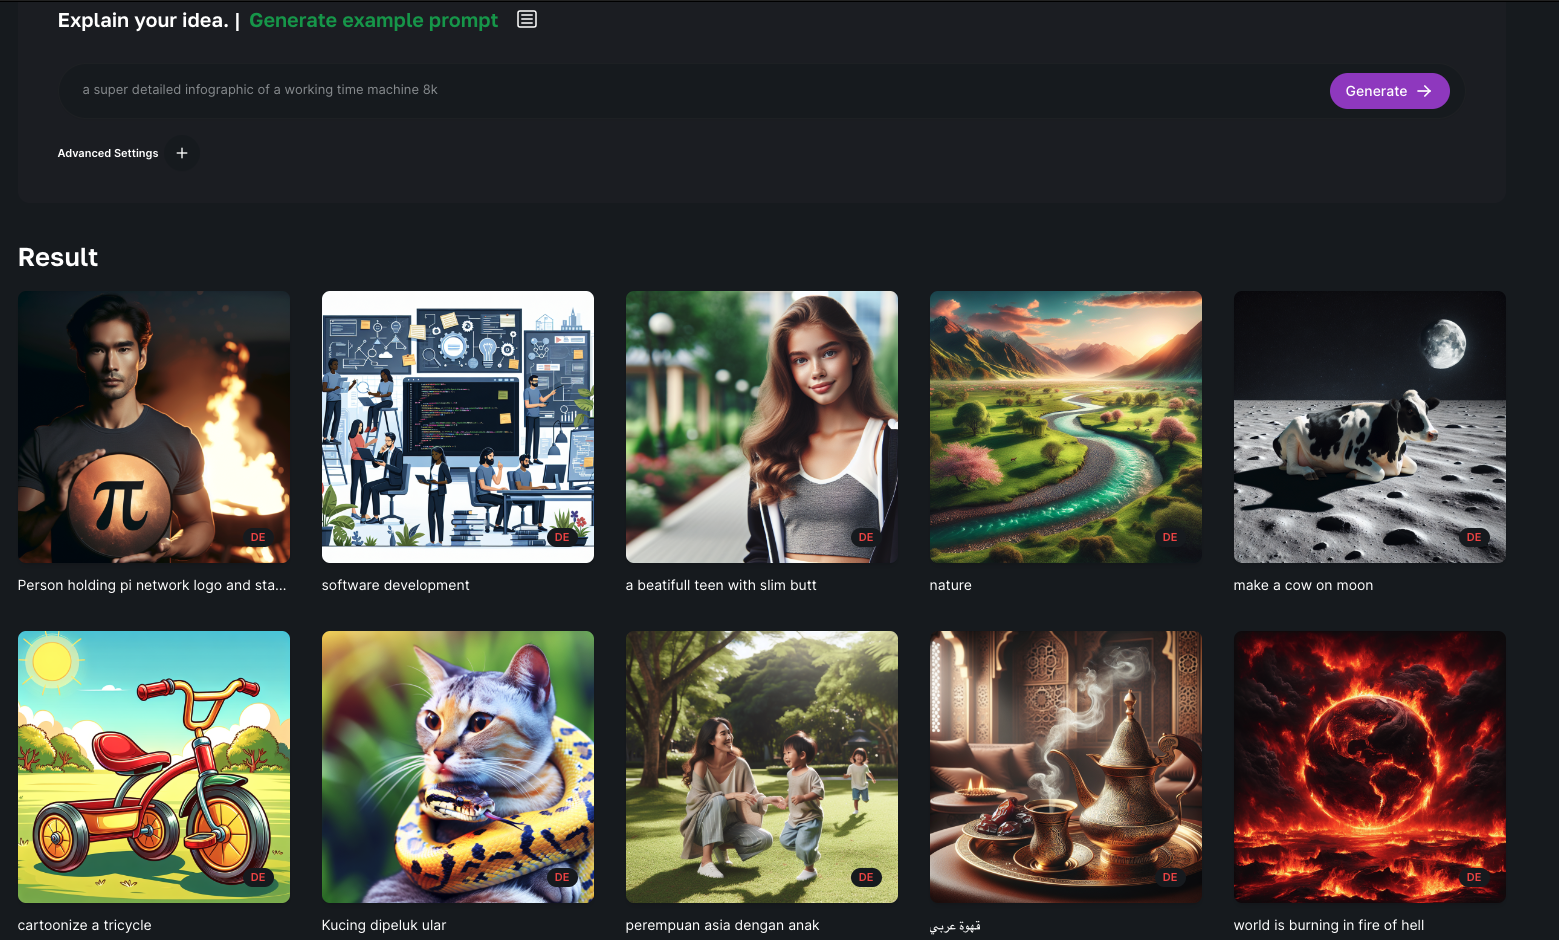 Explain your idea. | Generate example prompt
a super detailed infographic of a working time machine 8k
Generate
Advanced Settings
Result
π
DE
DE
DE
DE
DE
Person holding pi network logo and sta...
software development
a beatifull teen with slim butt
nature
make a cow on moon
DE
DE
DE
DE
DE
cartoonize a tricycle
Kucing dipeluk ular
perempuan asia dengan anak
قهوة عربي
world is burning in fire of hell